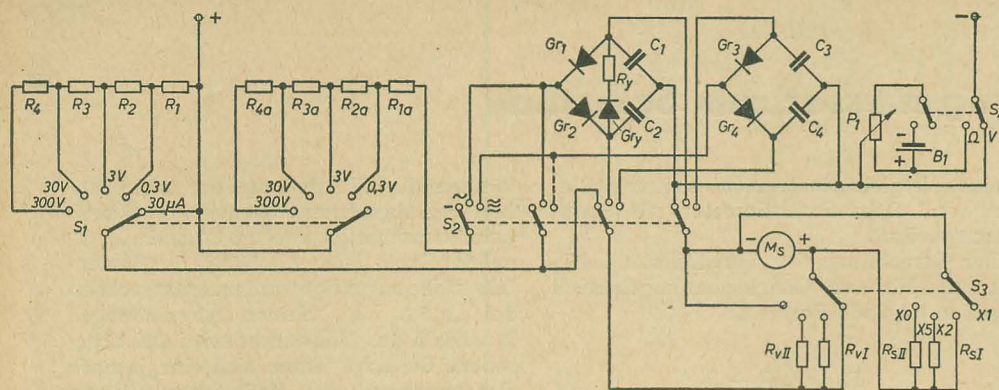 +
−
R4 R3 R2 R1
R4a R3a R2a R1a
Gr1 C1
Ry
Gr2 C2
Gry
Gr3 C3
Gr4 C4
P1
−
+ B1
Ω V
30V 3V 0,3V
300V 30µA
S1
30V 3V 0,3V
300V
~
− ≈
S2
− Ms +
S3
X0 X5 X2 X1
RvII RvI RsII RsI